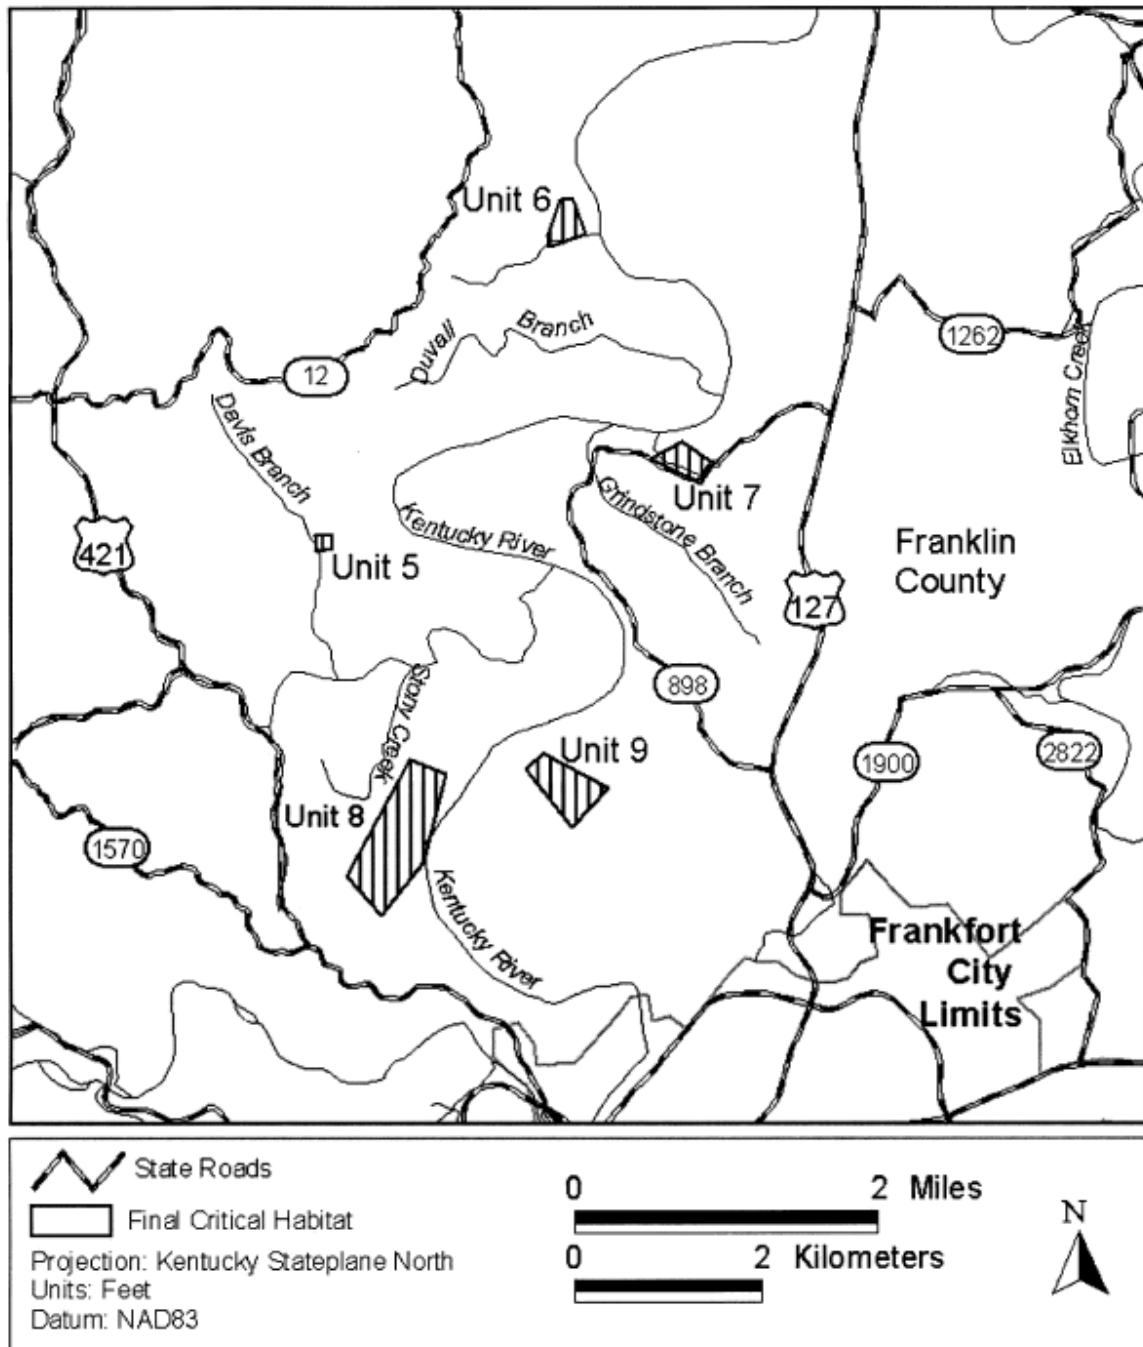 Unit 6
Duvall Branch
1262
12
Elkhorn Creek
Davis Branch
Unit 7
Kentucky River
Grindstone Branch
421
Unit 5
Franklin
County
127
898
Stony Creek
Unit 9
1900
2822
Unit 8
1570
Kentucky River
Frankfort
City
Limits
State Roads
Final Critical Habitat
Projection: Kentucky Stateplane North
Units: Feet
Datum: NAD83
0 2 Miles
0 2 Kilometers
N